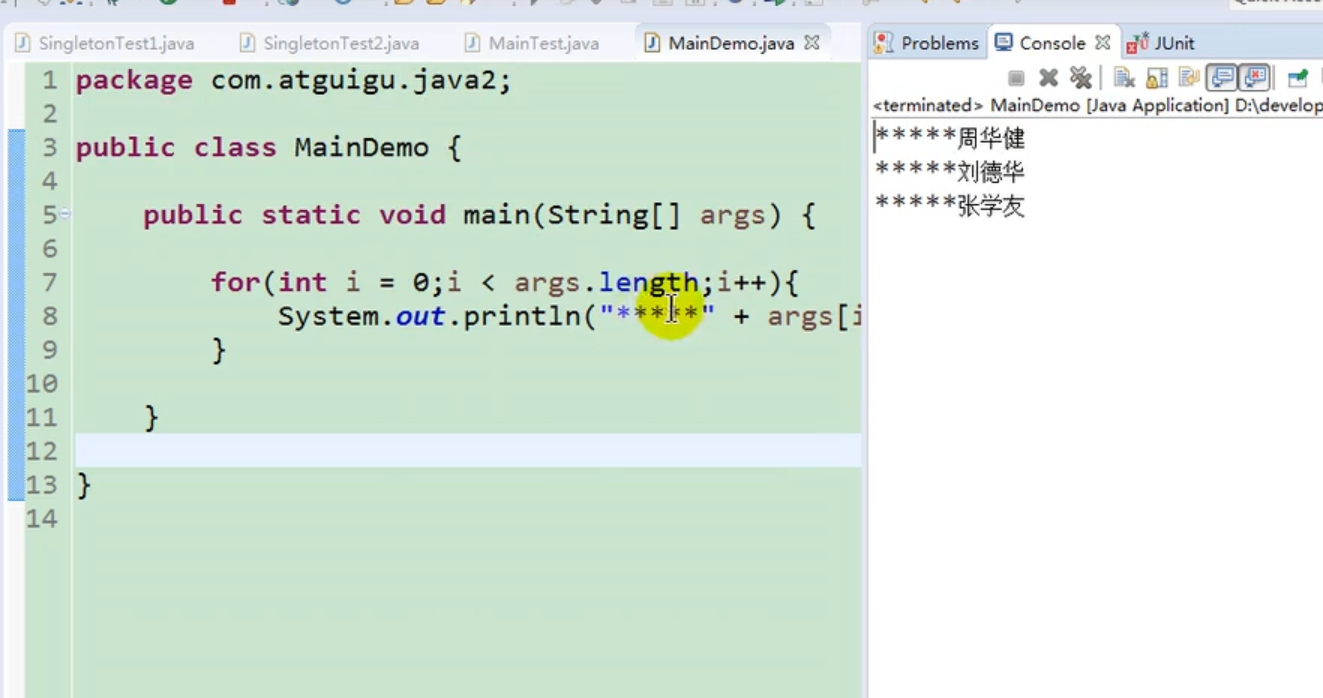 SingletonTest1.java SingletonTest2.java MainTest.java MainDemo.java
Problems Console JUnit
<terminated> MainDemo [Java Application] D:\develop
1 package com.atguigu.java2;
2
3 public class MainDemo {
4
5 public static void main(String[] args) {
6
7 for(int i = 0;i < args.length;i++){
8 System.out.println("*****" + args[i
9 }
10
11 }
12
13 }
14
*****周华健
*****刘德华
*****张学友